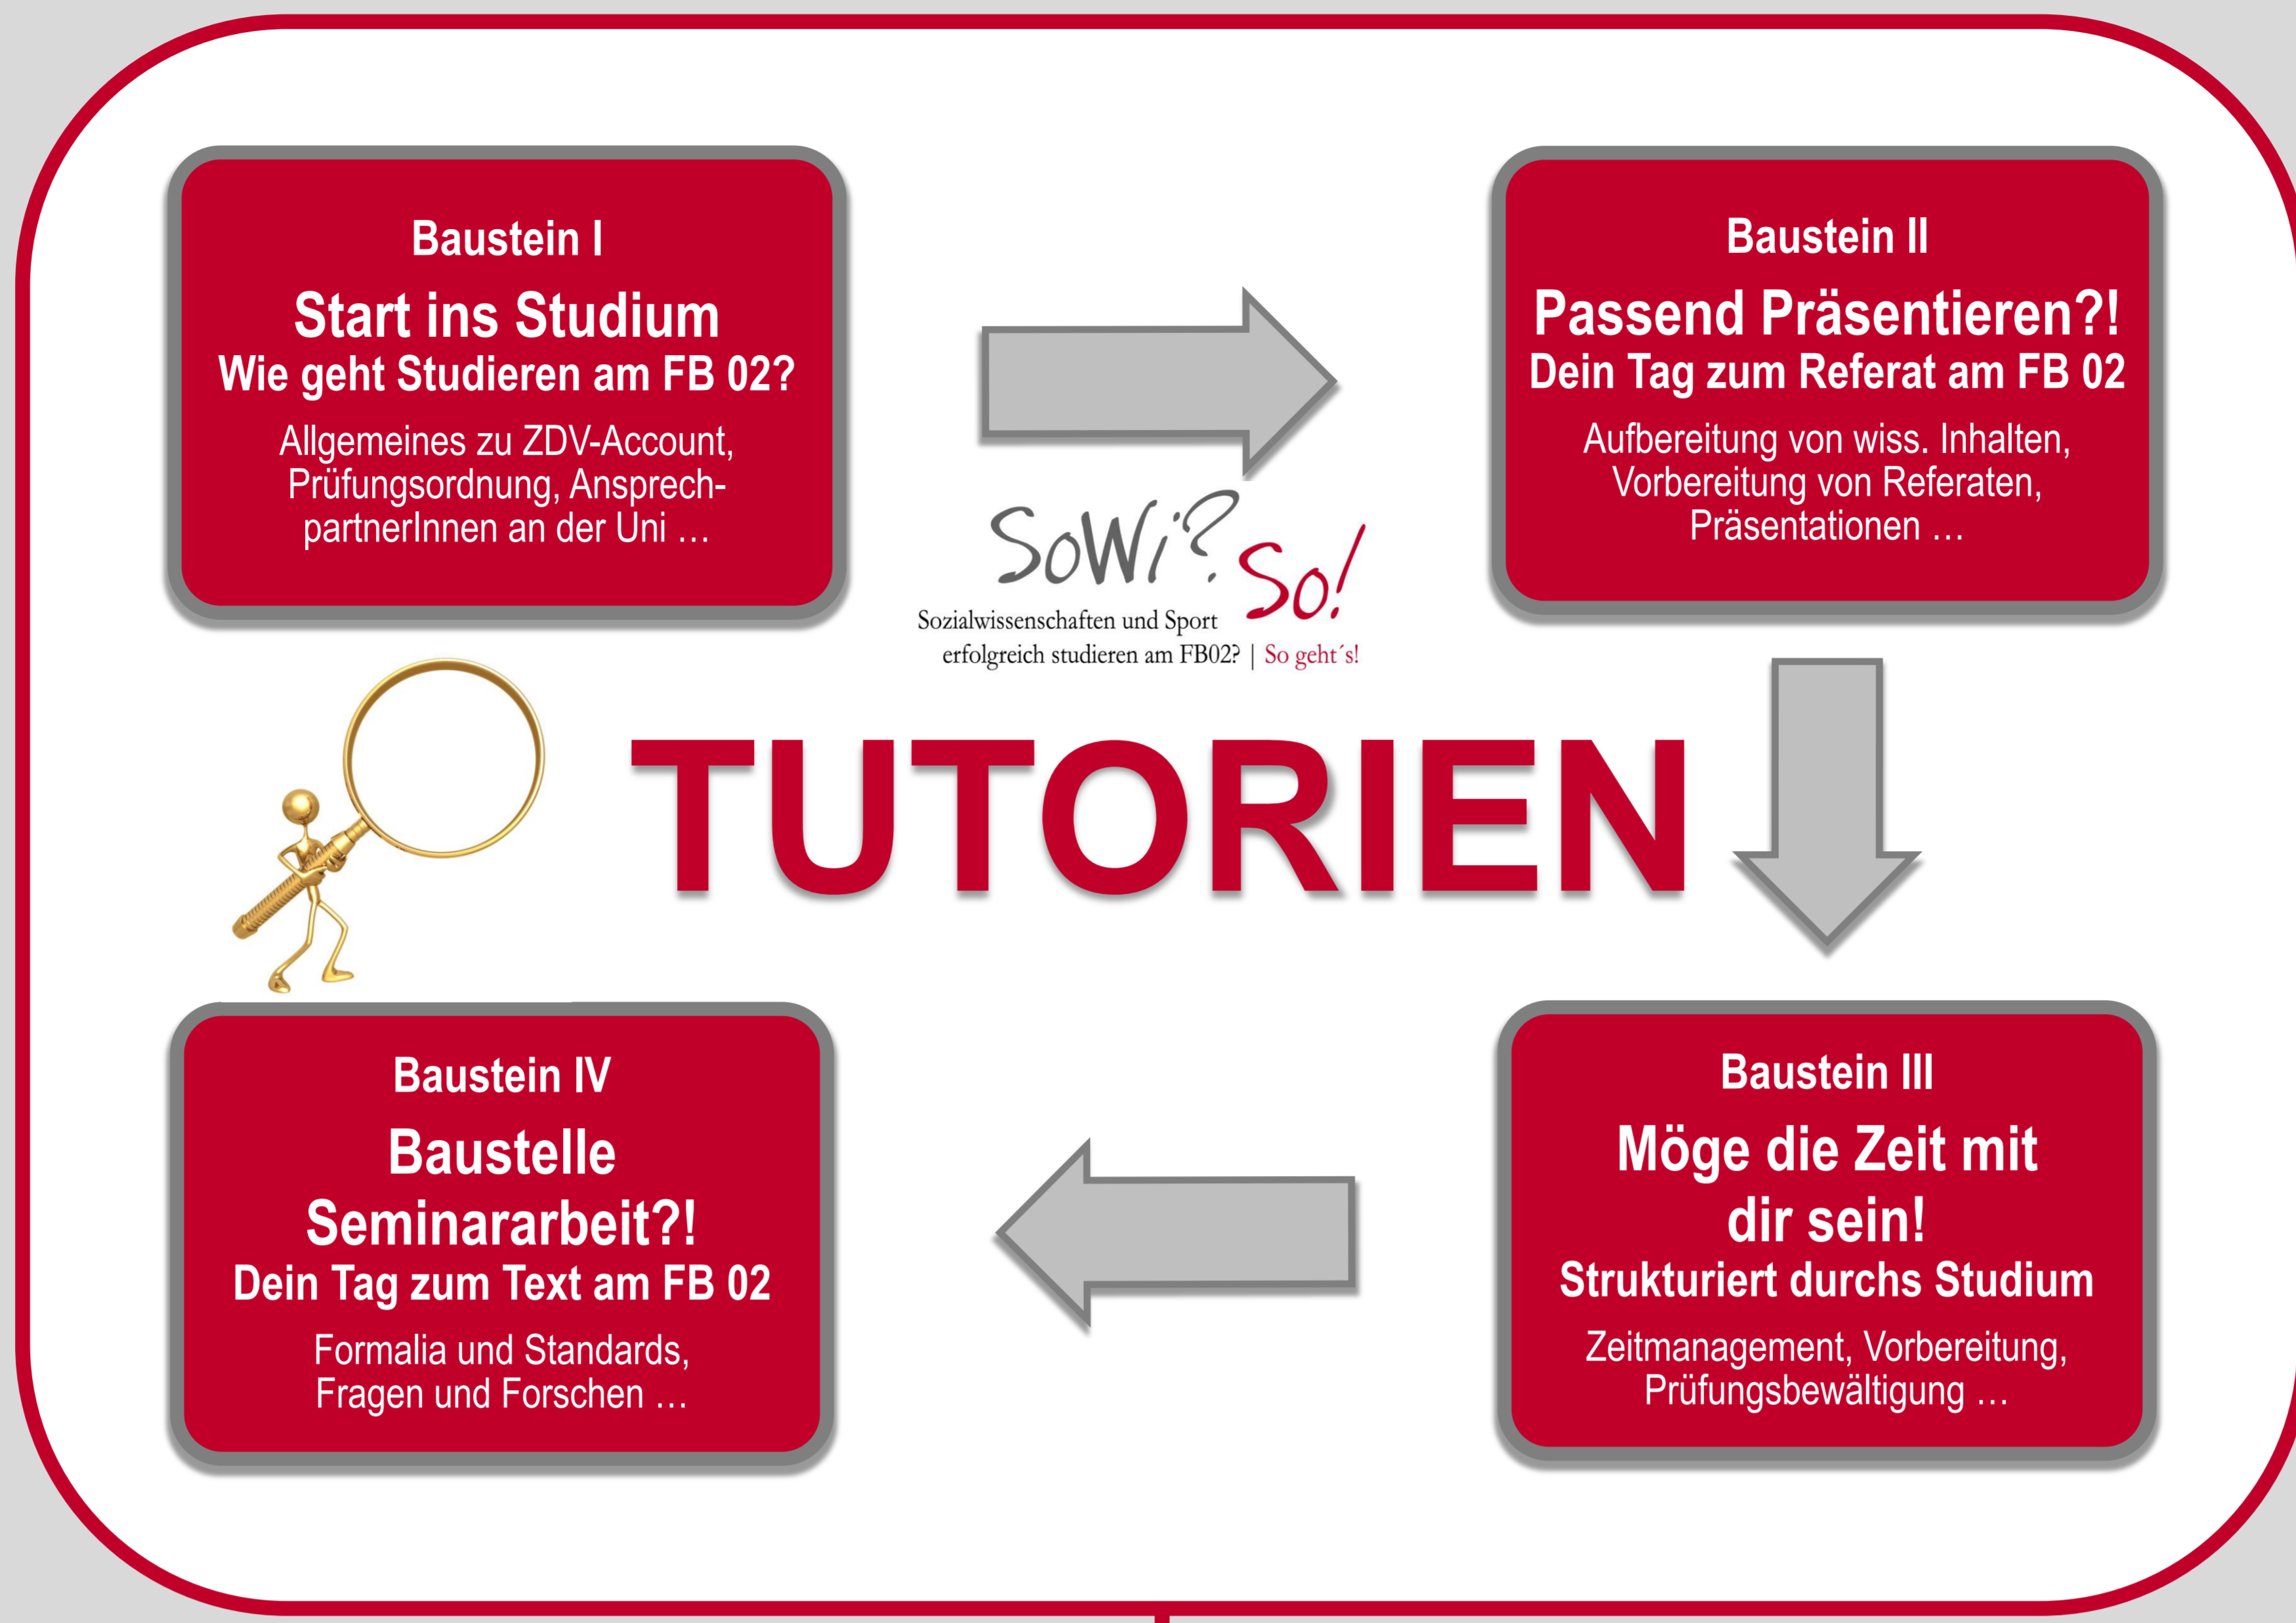 Baustein I
Start ins Studium
Wie geht Studieren am FB 02?
Allgemeines zu ZDV-Account,
Prüfungsordnung, Ansprech-
partnerInnen an der Uni …
Baustein II
Passend Präsentieren?!
Dein Tag zum Referat am FB 02
Aufbereitung von wiss. Inhalten,
Vorbereitung von Referaten,
Präsentationen …
SoWi? So!
Sozialwissenschaften und Sport
erfolgreich studieren am FB02? | So geht´s!
TUTORIEN
Baustein III
Möge die Zeit mit
dir sein!
Strukturiert durchs Studium
Zeitmanagement, Vorbereitung,
Prüfungsbewältigung …
Baustein IV
Baustelle
Seminararbeit?!
Dein Tag zum Text am FB 02
Formalia und Standards,
Fragen und Forschen …